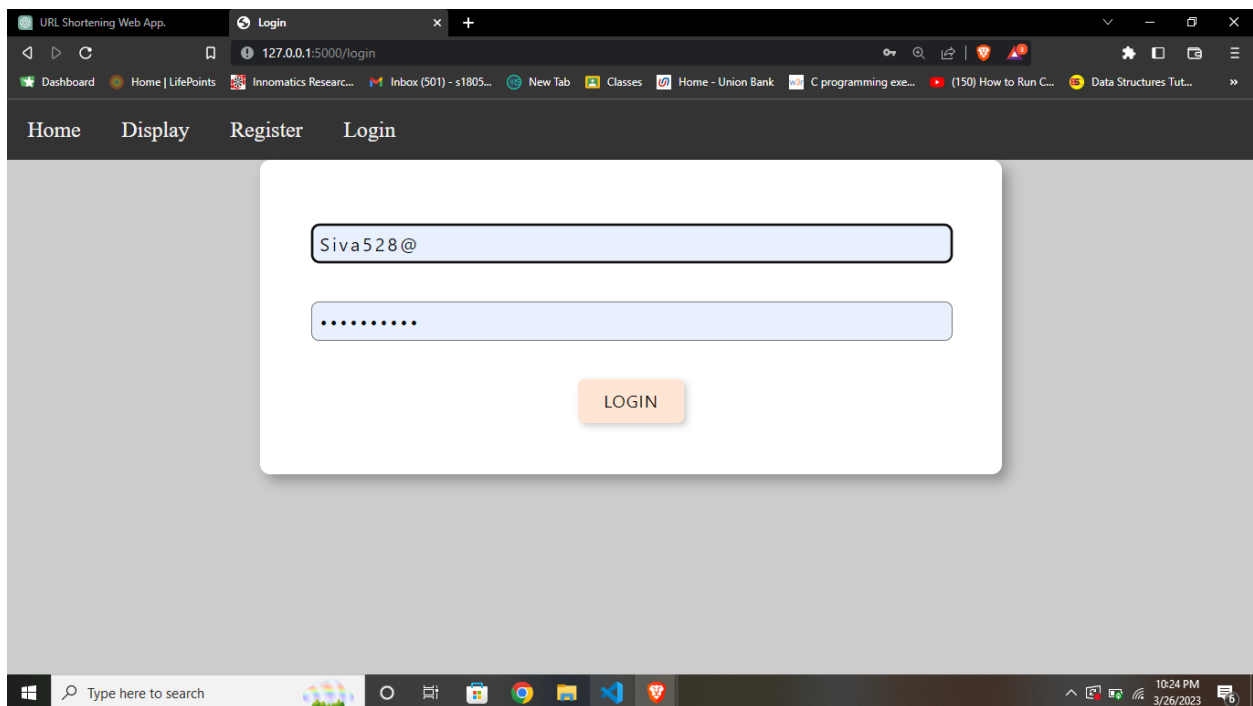 URL Shortening Web App. Login
127.0.0.1:5000/login
Dashboard Home | LifePoints Innomatics Researc... Inbox (501) - s1805... New Tab Classes Home - Union Bank w3r C programming exe... (150) How to Run C... Data Structures Tut... »
Home Display Register Login
Siva528@
••••••••••
LOGIN
Type here to search
10:24 PM
3/26/2023
6